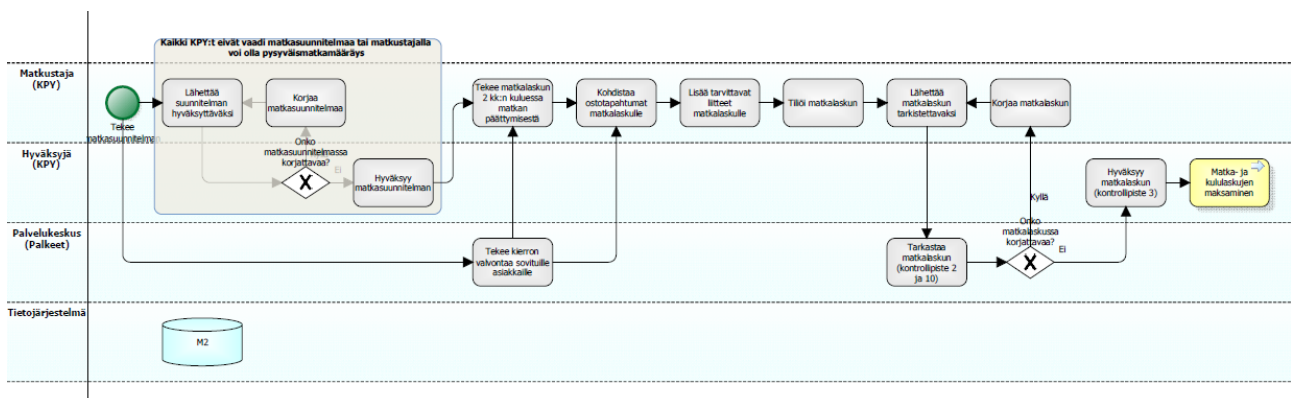 Kaikki KPY:t eivät vaadi matkasuunnitelmaa tai matkustajalla
voi olla pysyväismatkamääräys
Matkustaja
(KPY)
Tekee
matkasuunnitelman
Lähettää
suunnitelman
hyväksyttäväksi
Korjaa
matkasuunnitelmaa
Tekee matkalaskun
2 kk:n kuluessa
matkan
päättymisestä
Kohdistaa
ostotapahtumat
matkalaskulle
Lisää tarvittavat
liitteet
matkalaskulle
Tiliöi matkalaskun
Lähettää
matkalaskun
tarkistettavaksi
Korjaa matkalaskun
Hyväksyjä
(KPY)
Onko
matkasuunnitelmassa
korjattavaa?
Ei
Hyväksyy
matkasuunnitelman
Hyväksyy
matkalaskun
(kontrollipiste 3)
Matka- ja
kululaskujen
maksaminen
Kyllä
Palvelukeskus
(Palkeet)
Tekee kierron
valvontaa sovituille
asiakkaille
Tarkastaa
matkalaskun
(kontrollipiste 2
ja 10)
Onko
matkalaskussa
korjattavaa?
Ei
Tietojärjestelmä
M2